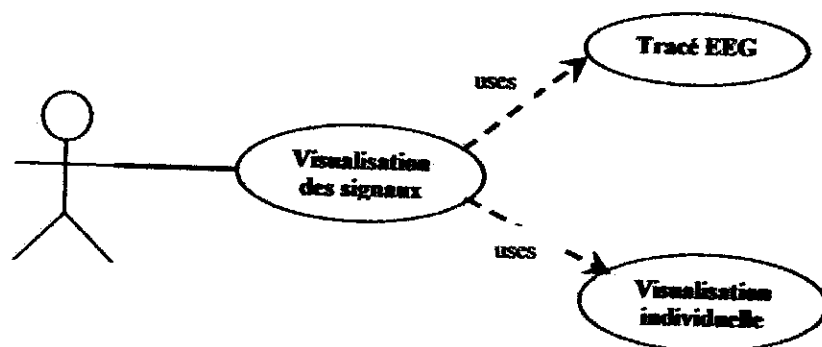 Tracé EEG
uses
Visualisation
des signaux
uses
Visualisation
individuelle